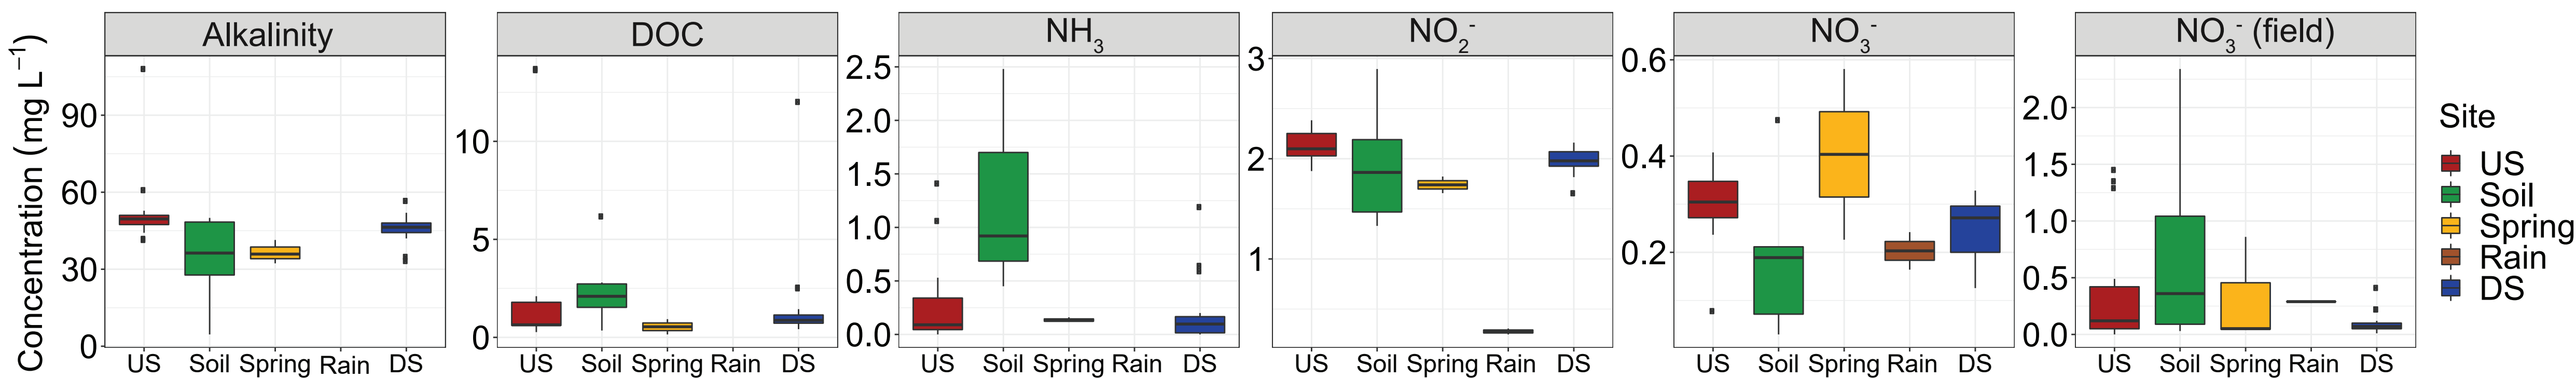 Alkalinity
DOC
NH₃
NO₂⁻
NO₃⁻
NO₃⁻ (field)
Concentration (mg L⁻¹)
90
60
30
0
US Soil Spring Rain DS
10
5
0
US Soil Spring Rain DS
2.5
2.0
1.5
1.0
0.5
0.0
US Soil Spring Rain DS
3
2
1
US Soil Spring Rain DS
0.6
0.4
0.2
US Soil Spring Rain DS
2.0
1.5
1.0
0.5
0.0
US Soil Spring Rain DS
Site
US
Soil
Spring
Rain
DS